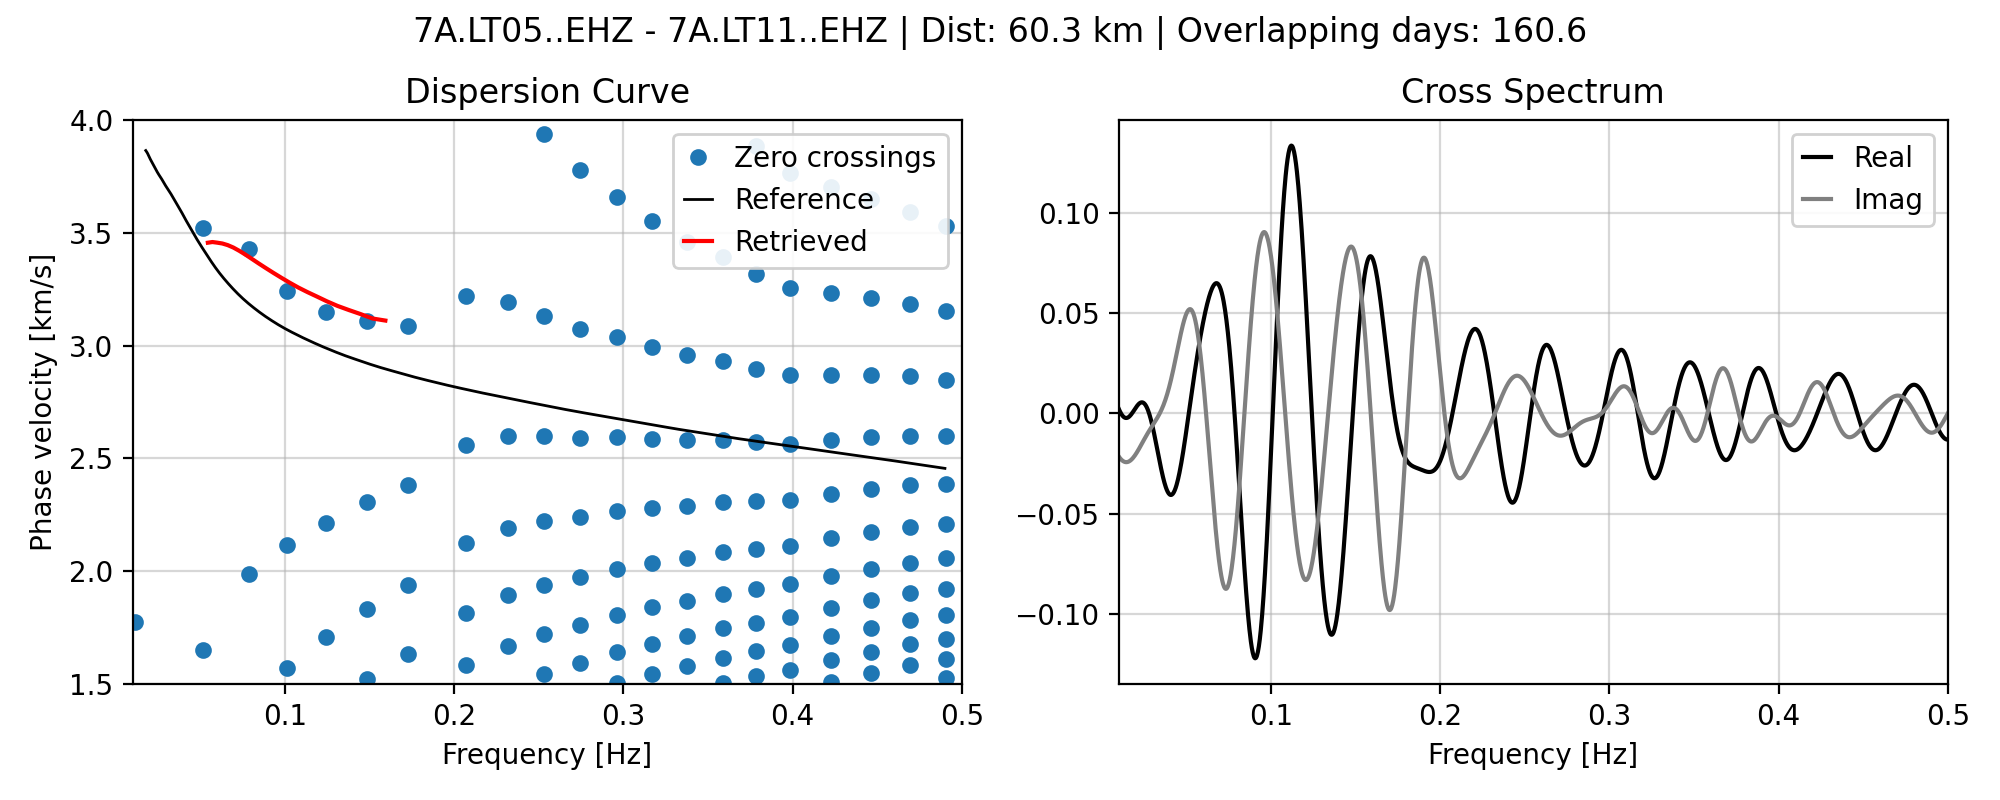 7A.LT05..EHZ - 7A.LT11..EHZ | Dist: 60.3 km | Overlapping days: 160.6
Dispersion Curve
Phase velocity [km/s]
4.0
3.5
3.0
2.5
2.0
1.5
0.1 0.2 0.3 0.4 0.5
Frequency [Hz]
Zero crossings
Reference
Retrieved
Cross Spectrum
0.10
0.05
0.00
−0.05
−0.10
0.1 0.2 0.3 0.4 0.5
Frequency [Hz]
Real
Imag